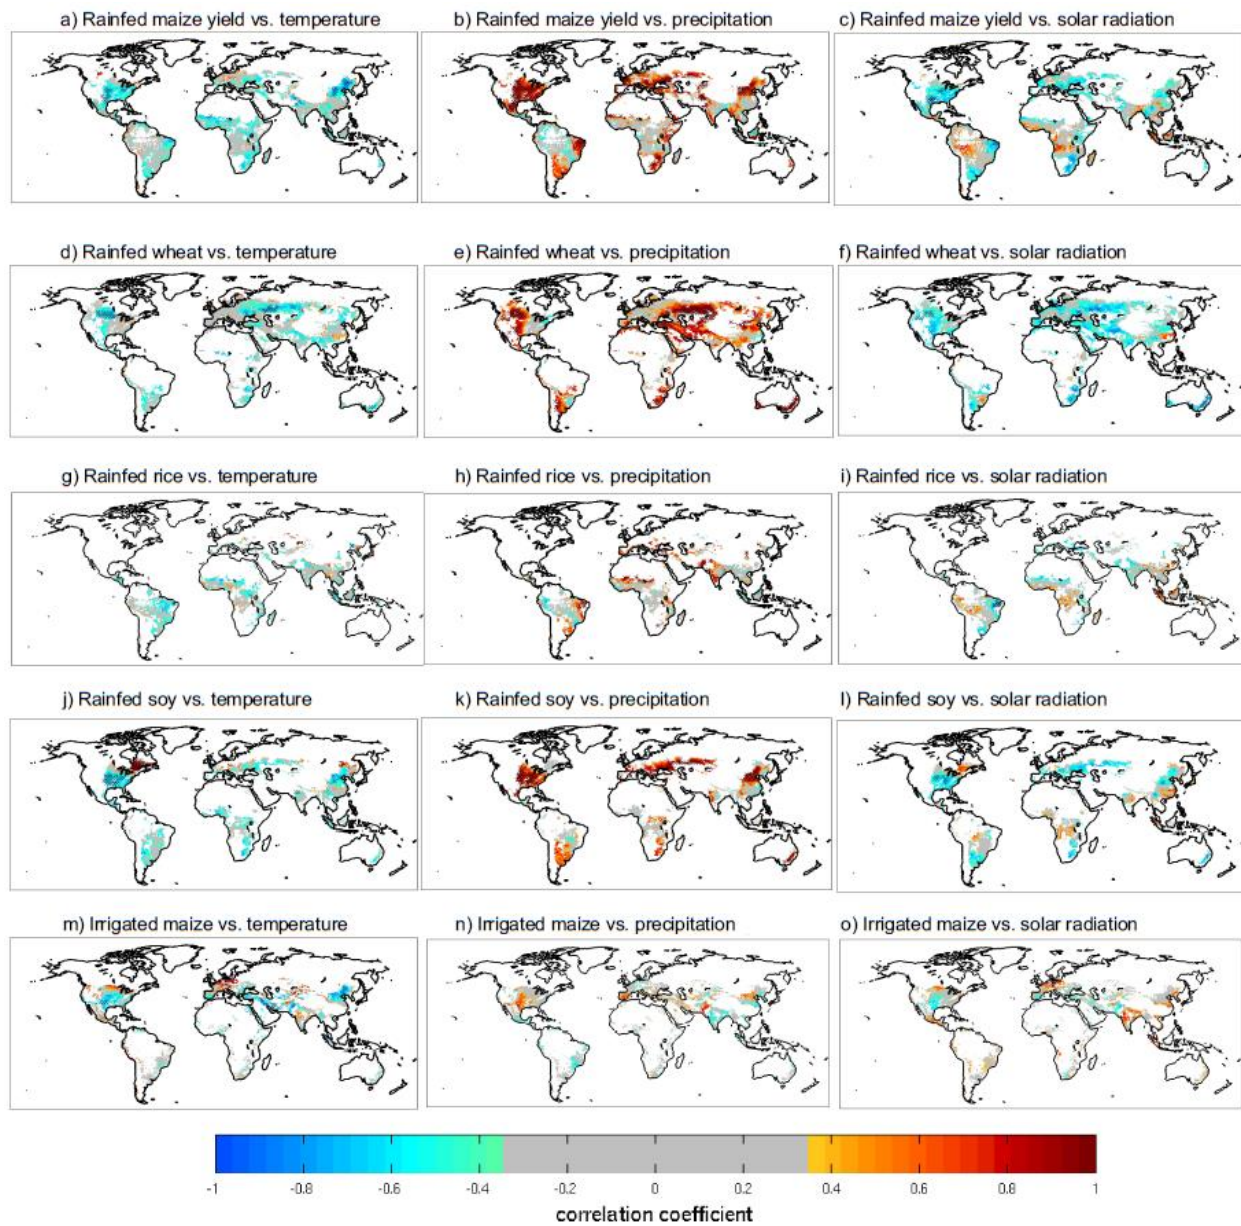 a) Rainfed maize yield vs. temperature
b) Rainfed maize yield vs. precipitation
c) Rainfed maize yield vs. solar radiation
d) Rainfed wheat vs. temperature
e) Rainfed wheat vs. precipitation
f) Rainfed wheat vs. solar radiation
g) Rainfed rice vs. temperature
h) Rainfed rice vs. precipitation
i) Rainfed rice vs. solar radiation
j) Rainfed soy vs. temperature
k) Rainfed soy vs. precipitation
l) Rainfed soy vs. solar radiation
m) Irrigated maize vs. temperature
n) Irrigated maize vs. precipitation
o) Irrigated maize vs. solar radiation
-1 -0.8 -0.6 -0.4 -0.2 0 0.2 0.4 0.6 0.8 1
correlation coefficient